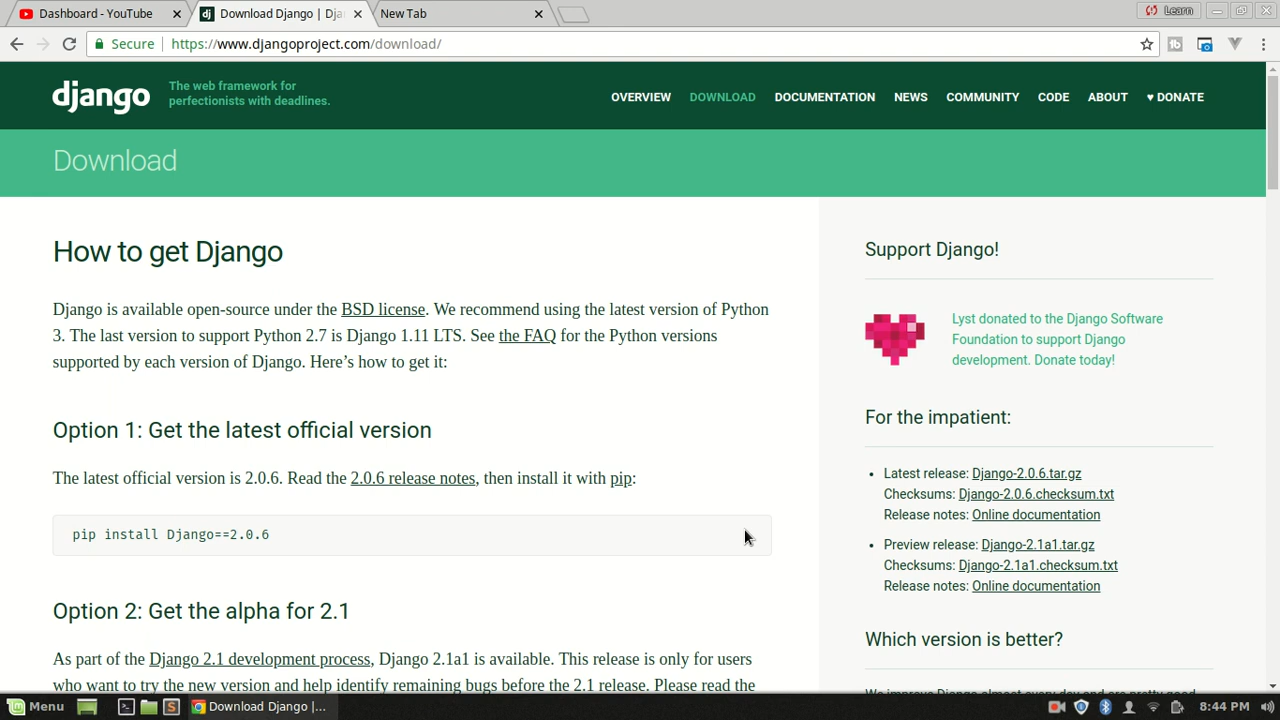 Dashboard - YouTube
Download Django | Dja
New Tab
Learn
Secure
https://www.djangoproject.com/download/
django
The web framework for
perfectionists with deadlines.
OVERVIEW
DOWNLOAD
DOCUMENTATION
NEWS
COMMUNITY
CODE
ABOUT
♥ DONATE
Download
How to get Django
Django is available open-source under the BSD license. We recommend using the latest version of Python
3. The last version to support Python 2.7 is Django 1.11 LTS. See the FAQ for the Python versions
supported by each version of Django. Here’s how to get it:
Option 1: Get the latest official version
The latest official version is 2.0.6. Read the 2.0.6 release notes, then install it with pip:
pip install Django==2.0.6
Option 2: Get the alpha for 2.1
As part of the Django 2.1 development process, Django 2.1a1 is available. This release is only for users
who want to try the new version and help identify remaining bugs before the 2.1 release. Please read the
Support Django!
Lyst donated to the Django Software
Foundation to support Django
development. Donate today!
For the impatient:
• Latest release: Django-2.0.6.tar.gz
Checksums: Django-2.0.6.checksum.txt
Release notes: Online documentation
• Preview release: Django-2.1a1.tar.gz
Checksums: Django-2.1a1.checksum.txt
Release notes: Online documentation
Which version is better?
We improve Django almost every day and are pretty good
Menu
Download Django |...
8:44 PM